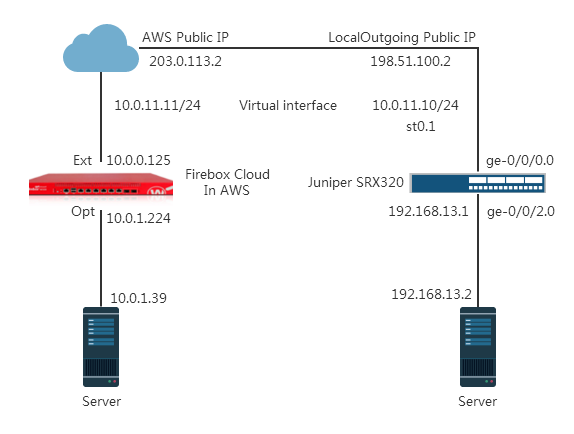 AWS Public IP
LocalOutgoing Public IP
203.0.113.2
198.51.100.2
10.0.11.11/24
Virtual interface
10.0.11.10/24
st0.1
Ext
10.0.0.125
ge-0/0/0.0
Firebox Cloud
In AWS
Juniper SRX320
Opt
10.0.1.224
192.168.13.1
ge-0/0/2.0
10.0.1.39
192.168.13.2
Server
Server